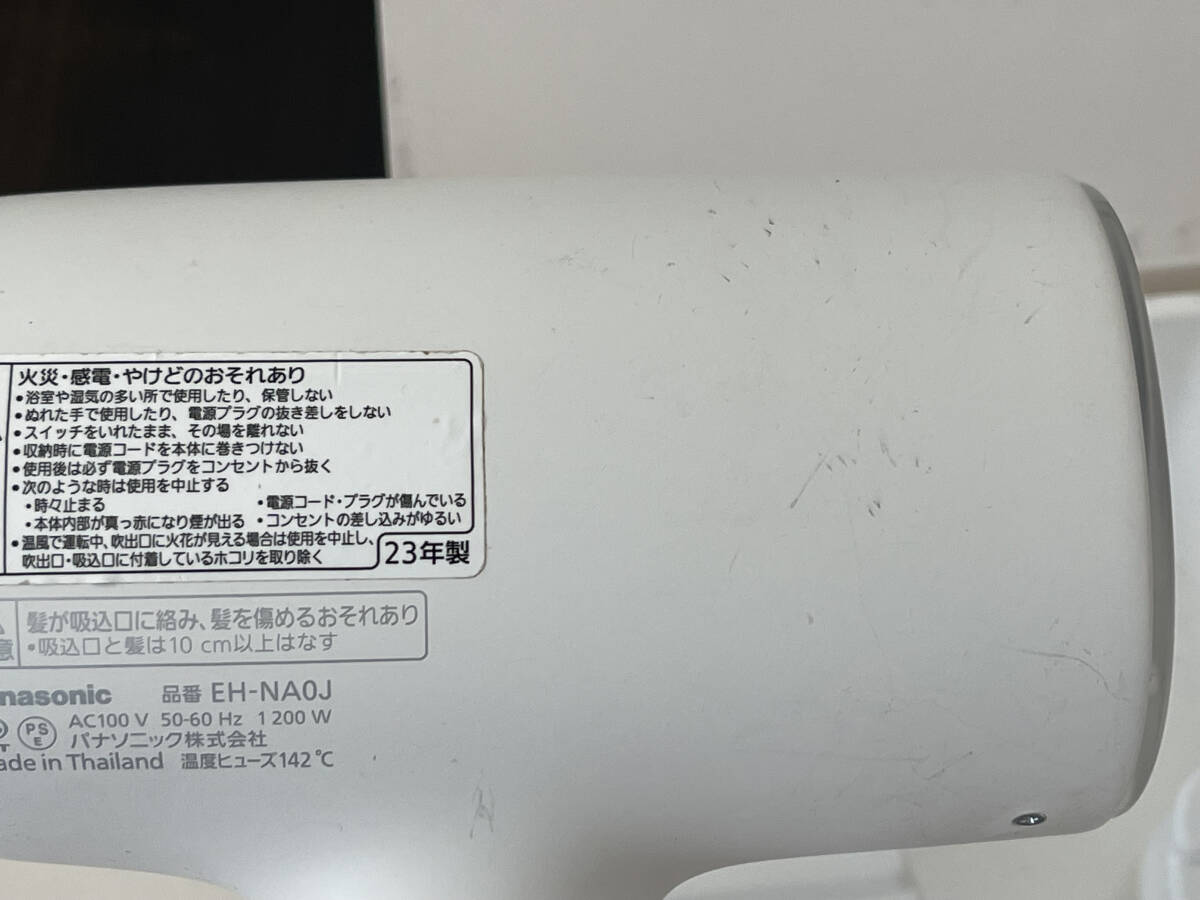 火災・感電・やけどのおそれあり
•浴室や湿気の多い所で使用したり、保管しない
•ぬれた手で使用したり、電源プラグの抜き差しをしない
•スイッチをいれたまま、その場を離れない
•収納時に電源コードを本体に巻きつけない
•使用後は必ず電源プラグをコンセントから抜く
•次のような時は使用を中止する
・時々止まる ・電源コード・プラグが傷んでいる
・本体内部が真っ赤になり煙が出る ・コンセントの差し込みがゆるい
•温風で運転中、吹出口に火花が見える場合は使用を中止し、
吹出口・吸込口に付着しているホコリを取り除く
23年製
髪が吸込口に絡み、髪を傷めるおそれあり
意 •吸込口と髪は10 cm以上はなす
nasonic 品番 EH-NA0J
PS E AC100 V 50-60 Hz 1 200 W
パナソニック株式会社
ade in Thailand 温度ヒューズ142℃